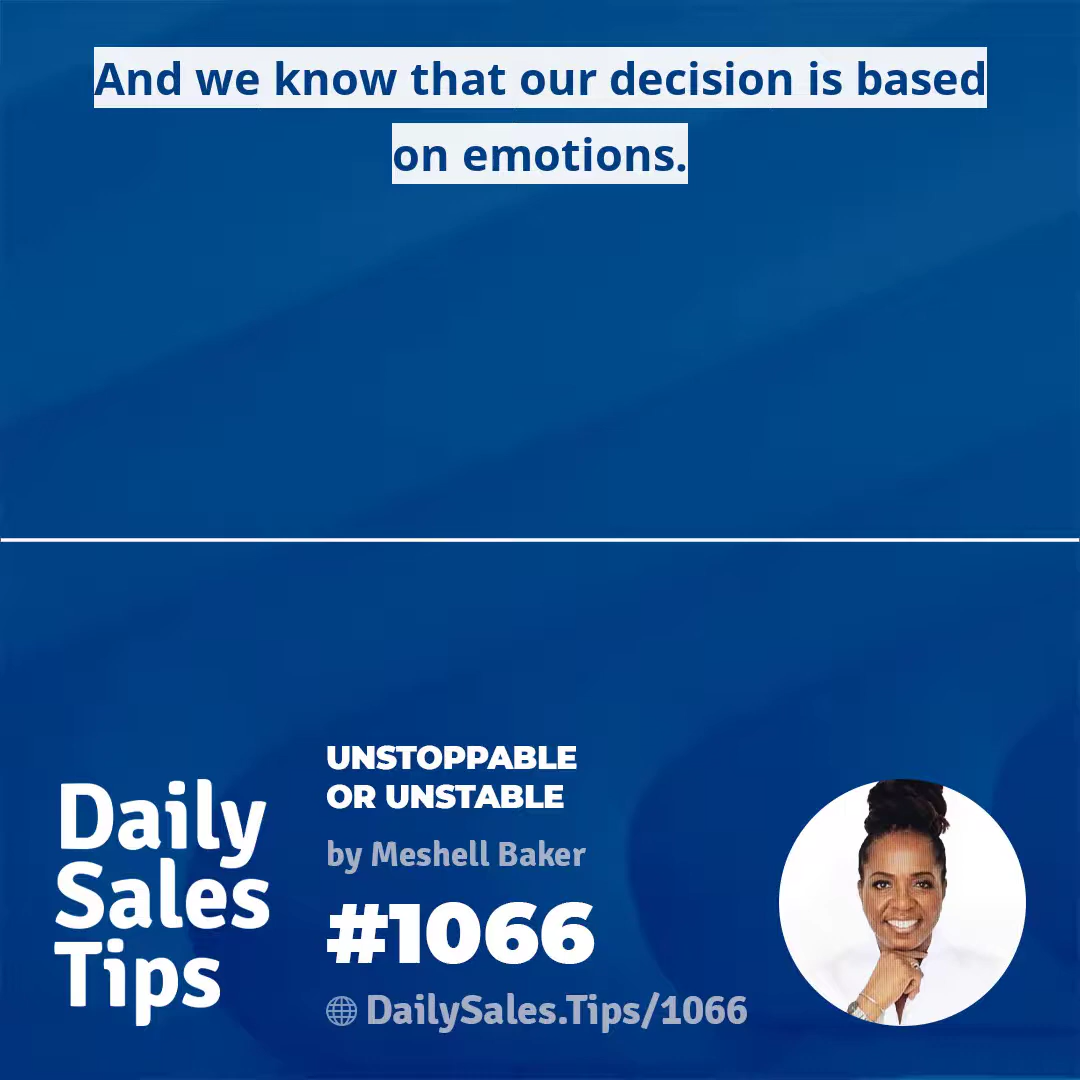 And we know that our decision is based
on emotions.
UNSTOPPABLE
OR UNSTABLE
by Meshell Baker
#1066
DailySales.Tips/1066
Daily
Sales
Tips